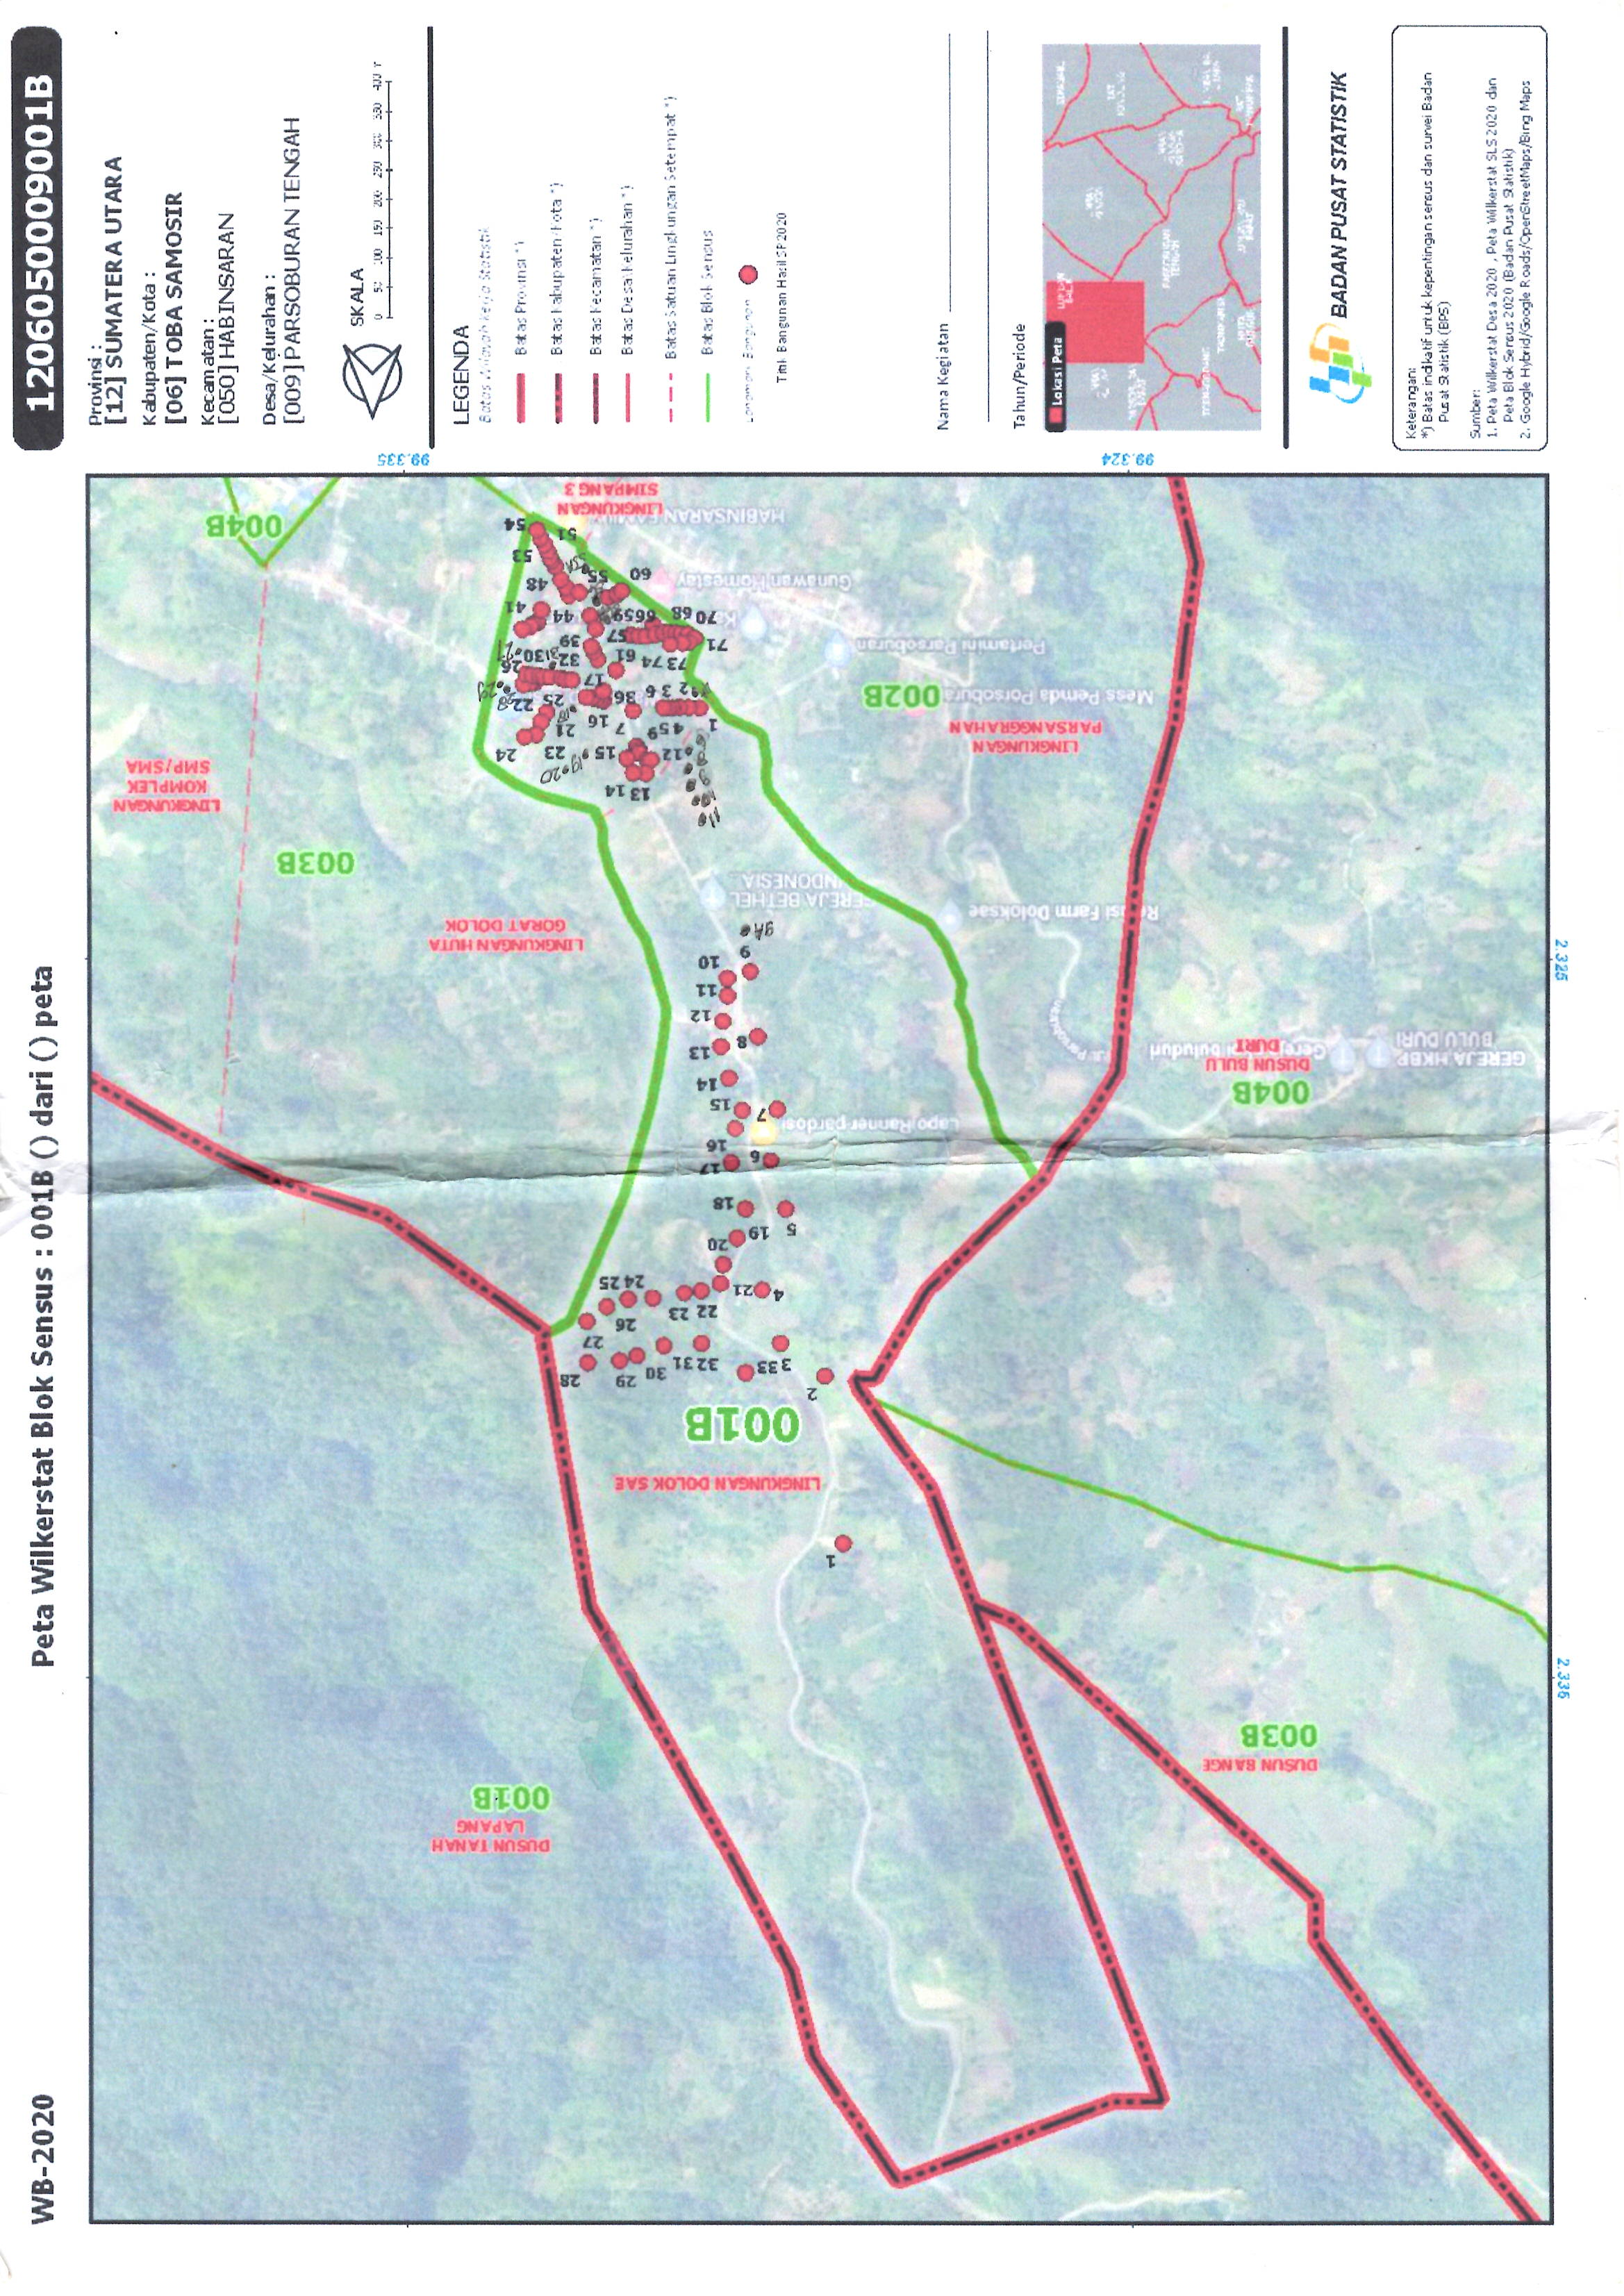 WB-2020
Peta Wilkerstat Blok Sensus : 001B () dari () peta
DUSUN TANAH
LAPANG
001B
DUSUN BANGE
003B
2.336
1
LINGKUNGAN DOLOK SAE
001B
2
3 33
32 31
30
29
28
27
26
22 23
4
21
24 25
20
19
5
18
17
6
16
Lapo Ranner pardosi
7
15
14
13
8
12
11
10
9
9A
004B
DUSUN BULU
DURI
GEREJA HKBP
BULU DURI
buluduri
2.325
LINGKUNGAN HUTA
GORAT DOLOK
003B
Farm Doloksae
GEREJA BETHEL
INDONESIA...
LINGKUNGAN
KOMPLEK
SMP/SMA
13 14
19 20
12
15
23
24
LINGKUNGAN
PARSANGGRAHAN
1
4 5 9
7
16
21
25
22 28
29
Mess Pemda Porsobura
002B
2 3 6
36
17
26
73 74
61
32 31 30
27
Pertamini Parsoburan
71
57
39
70 68
66 59
44
41
Gunawan Homestay
60
55
55A
48
53
51
54
HABINSARAN FAMILY
LINGKUNGAN
SIMPANG 3
004B
99.324
99.335
1206050009001B
Provinsi :
[12] SUMATERA UTARA
Kabupaten/Kota :
[06] TOBA SAMOSIR
Kecamatan :
[050] HABINSARAN
Desa/Kelurahan :
[009] PARSOBURAN TENGAH
SKALA
0 50 100 150 200 250 300 350 400 m
LEGENDA
Batas Wilayah Kerja Statistik
Batas Provinsi *)
Batas Kabupaten/Kota *)
Batas Kecamatan *)
Batas Desa/Kelurahan *)
Batas Satuan Lingkungan Setempat *)
Batas Blok Sensus
Landmark Bangunan
Titik Bangunan Hasil SP2020
Nama Kegiatan
Tahun/Periode
Lokasi Peta
BADAN PUSAT STATISTIK
Keterangan:
*) Batas indikatif untuk kepentingan sensus dan survei Badan
Pusat Statistik (BPS)
Sumber:
1. Peta Wilkerstat Desa 2020 , Peta Wilkerstat SLS 2020 dan
Peta Blok Sensus 2020 (Badan Pusat Statistik)
2. Google Hybrid/Google Roads/OpenStreetMaps/Bing Maps